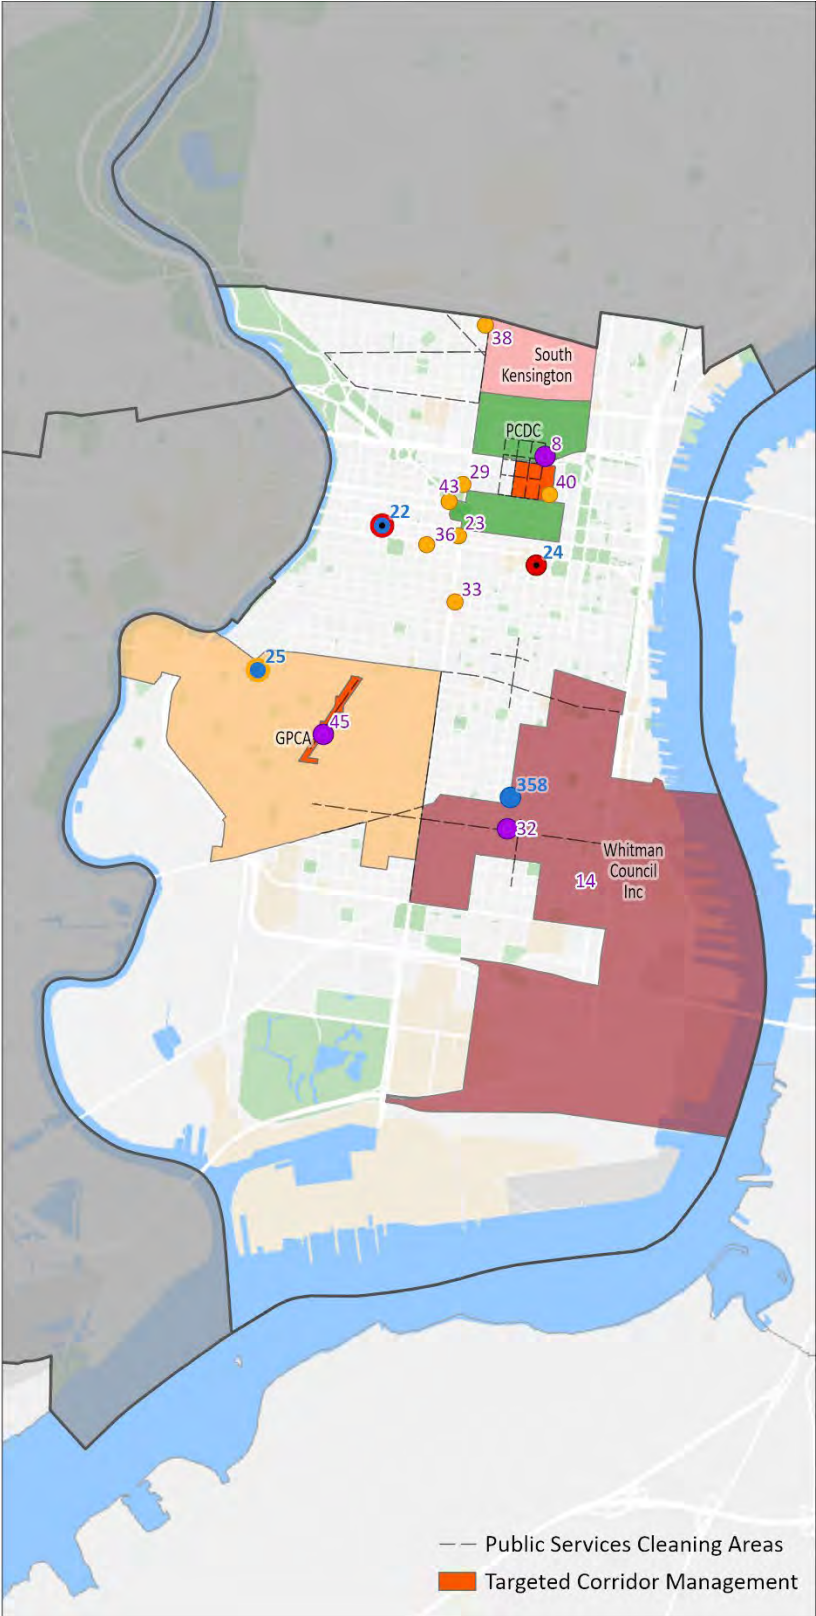 38
South
Kensington
PCDC
8
29
40
43
22
23
36
24
33
25
45
GPCA
358
32
Whitman
Council
Inc
14
Public Services Cleaning Areas
Targeted Corridor Management